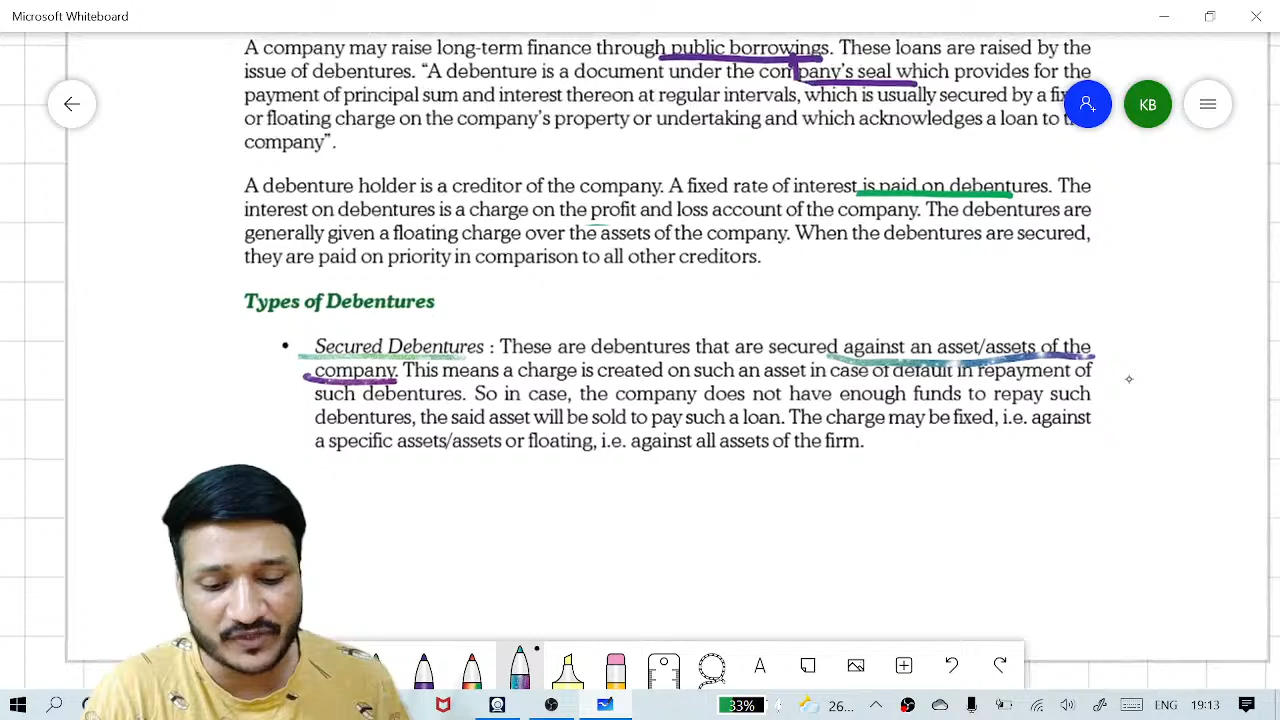 Microsoft Whiteboard
A company may raise long-term finance through public borrowings. These loans are raised by the
issue of debentures. “A debenture is a document under the company's seal which provides for the
payment of principal sum and interest thereon at regular intervals, which is usually secured by a
or floating charge on the company's property or undertaking and which acknowledges a loan to
company”.
KB
A debenture holder is a creditor of the company. A fixed rate of interest is paid on debentures. The
interest on debentures is a charge on the profit and loss account of the company. The debentures are
generally given a floating charge over the assets of the company. When the debentures are secured,
they are paid on priority in comparison to all other creditors.
Types of Debentures
• Secured Debentures : These are debentures that are secured against an asset/assets of the
company. This means a charge is created on such an asset in case of default in repayment of
such debentures. So in case, the company does not have enough funds to repay such
debentures, the said asset will be sold to pay such a loan. The charge may be fixed, i.e. against
a specific assets/assets or floating, i.e. against all assets of the firm.
A
33% 26... ENG 19:13